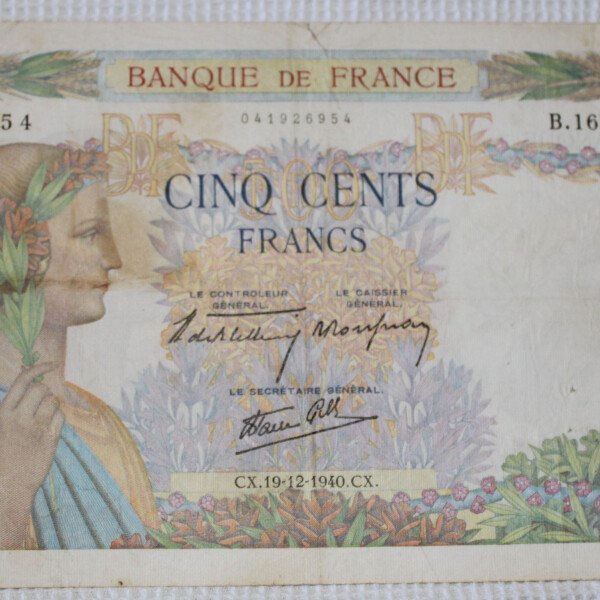 BANQUE DE FRANCE
54
041926954
B.16
CINQ CENTS
FRANCS
LE CONTROLEUR GÉNÉRAL.
LE CAISSIER GÉNÉRAL.
LE SECRÉTAIRE GÉNÉRAL.
CX.19-12-1940.CX.